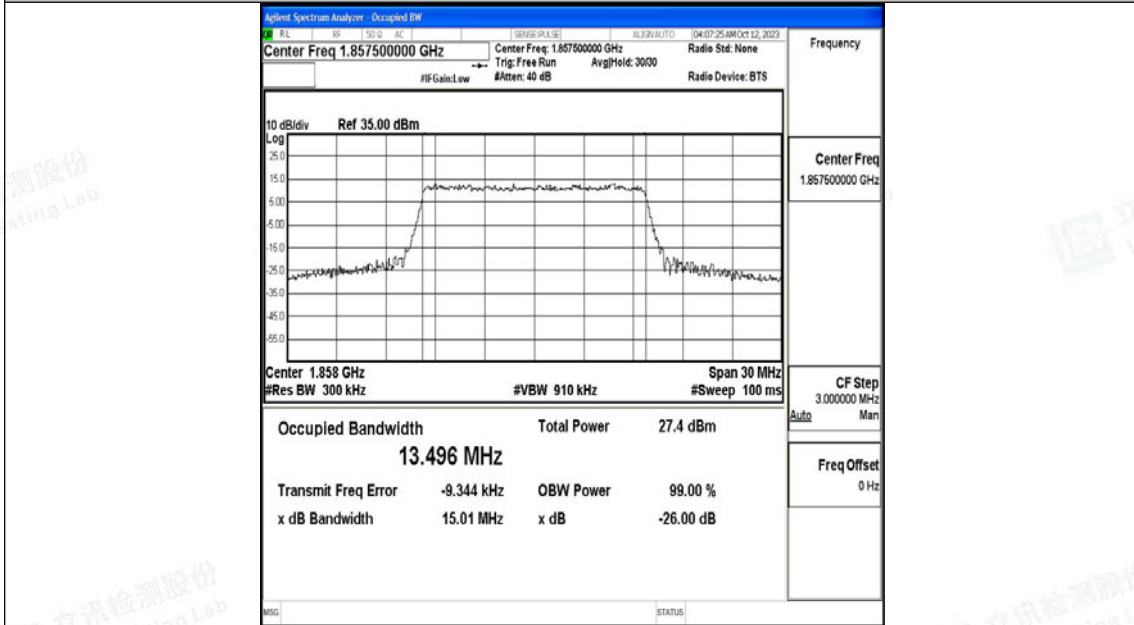 Agilent Spectrum Analyzer - Occupied BW
RL RF 50 Ω AC SENSE:PULSE ALIGNAUTO 04:07:25 AM Oct 12, 2023
Center Freq 1.857500000 GHz
Center Freq: 1.857500000 GHz
Radio Std: None
Trig: Free Run Avg|Hold: 30/30
#IFGain:Low
#Atten: 40 dB
Radio Device: BTS
10 dB/div Ref 35.00 dBm
Log
25.0
15.0
5.00
-5.00
-15.0
-25.0
-35.0
-45.0
-55.0
Center 1.858 GHz
Span 30 MHz
#Res BW 300 kHz
#VBW 910 kHz
#Sweep 100 ms
Occupied Bandwidth
Total Power 27.4 dBm
13.496 MHz
Transmit Freq Error -9.344 kHz
OBW Power 99.00 %
x dB Bandwidth 15.01 MHz
x dB -26.00 dB
MSG
STATUS
Frequency
Center Freq
1.857500000 GHz
CF Step
3.000000 MHz
Auto Man
Freq Offset
0 Hz
立讯检测股份